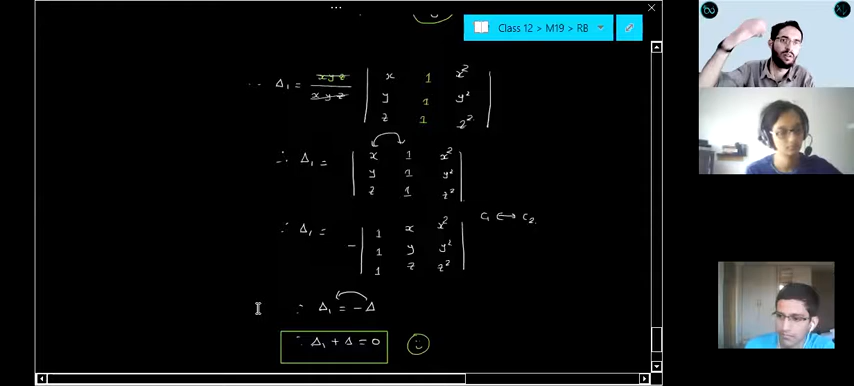 Class 12 > M19 > RB
∴ Δ₁ = xyz / xyz | x 1 x² |
| y 1 y² |
| z 1 z² |
∴ Δ₁ = | x 1 x² |
| y 1 y² |
| z 1 z² |
∴ Δ₁ = − | 1 x x² | C₁ ↔ C₂
| 1 y y² |
| 1 z z² |
∴ Δ₁ = −Δ
∴ Δ₁ + Δ = 0